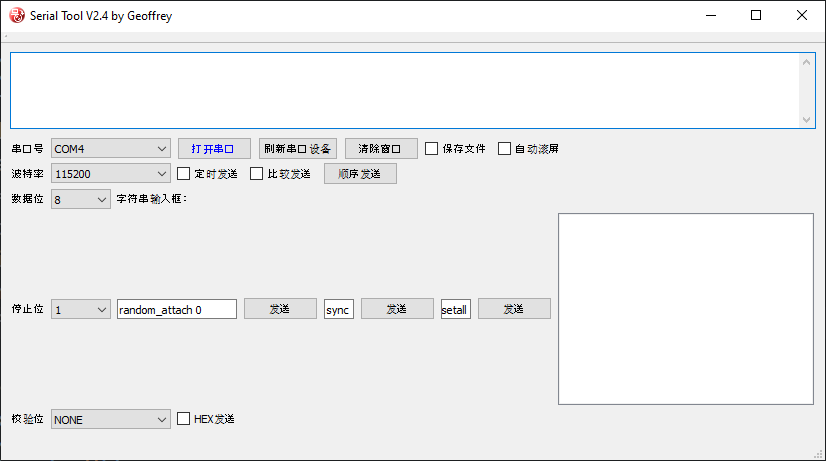 Serial Tool V2.4 by Geoffrey
串口号 COM4 打开串口 刷新串口设备 清除窗口 保存文件 自动滚屏
波特率 115200 定时发送 比较发送 顺序发送
数据位 8 字符串输入框：
停止位 1 random_attach 0 发送 sync 发送 setall 发送
校验位 NONE HEX发送